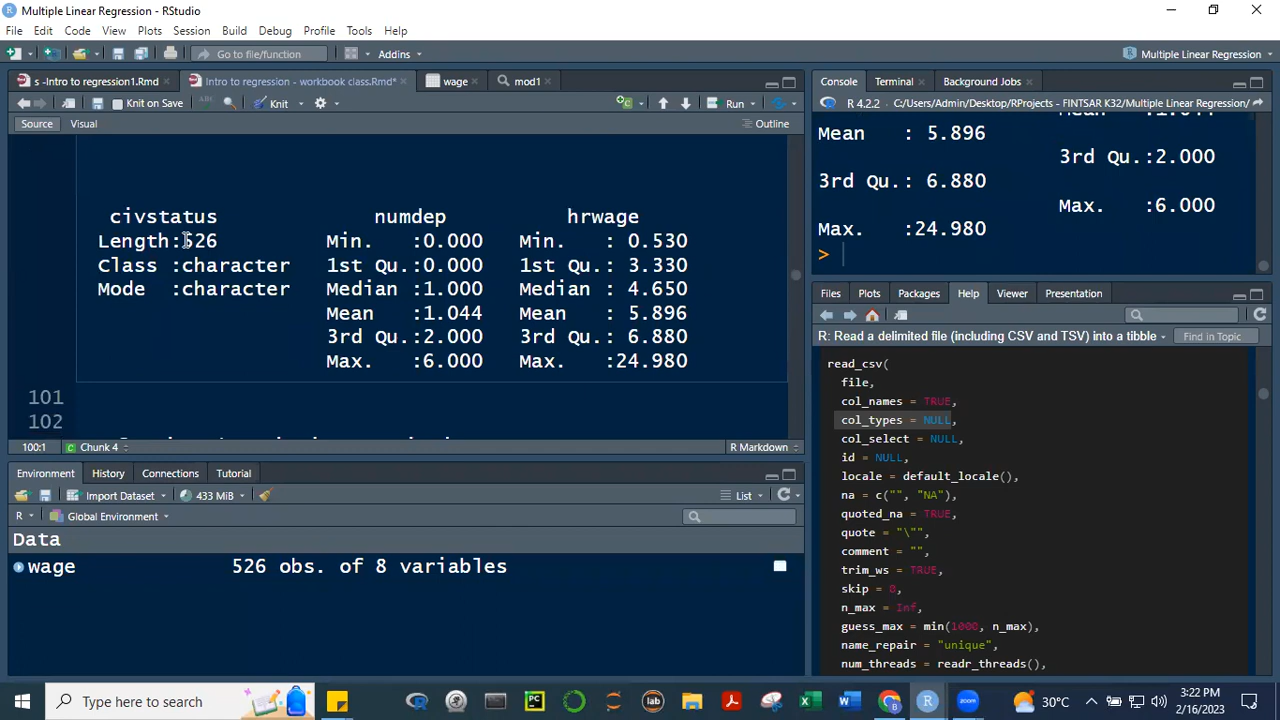 Multiple Linear Regression - RStudio
File Edit Code View Plots Session Build Debug Profile Tools Help
Go to file/function Addins Multiple Linear Regression
s -Intro to regression1.Rmd Intro to regression - workbook class.Rmd* wage mod1
Knit on Save Knit Run
Source Visual Outline
civstatus numdep hrwage
Length:526 Min. :0.000 Min. : 0.530
Class :character 1st Qu.:0.000 1st Qu.: 3.330
Mode :character Median :1.000 Median : 4.650
Mean :1.044 Mean : 5.896
3rd Qu.:2.000 3rd Qu.: 6.880
Max. :6.000 Max. :24.980
101
102
100:1 Chunk 4 R Markdown
Environment History Connections Tutorial
Import Dataset 433 MiB List
R Global Environment
Data
wage 526 obs. of 8 variables
Console Terminal Background Jobs
R 4.2.2 . C:/Users/Admin/Desktop/RProjects - FINTSAR K32/Multiple Linear Regression/
Mean : 5.896
3rd Qu.:2.000
3rd Qu.: 6.880
Max. :6.000
Max. :24.980
>
Files Plots Packages Help Viewer Presentation
R: Read a delimited file (including CSV and TSV) into a tibble Find in Topic
read_csv(
file,
col_names = TRUE,
col_types = NULL,
col_select = NULL,
id = NULL,
locale = default_locale(),
na = c("", "NA"),
quoted_na = TRUE,
quote = "\"",
comment = "",
trim_ws = TRUE,
skip = 0,
n_max = Inf,
guess_max = min(1000, n_max),
name_repair = "unique",
num_threads = readr_threads(),
Type here to search
PC
lab
zoom
30°C
3:22 PM
2/16/2023